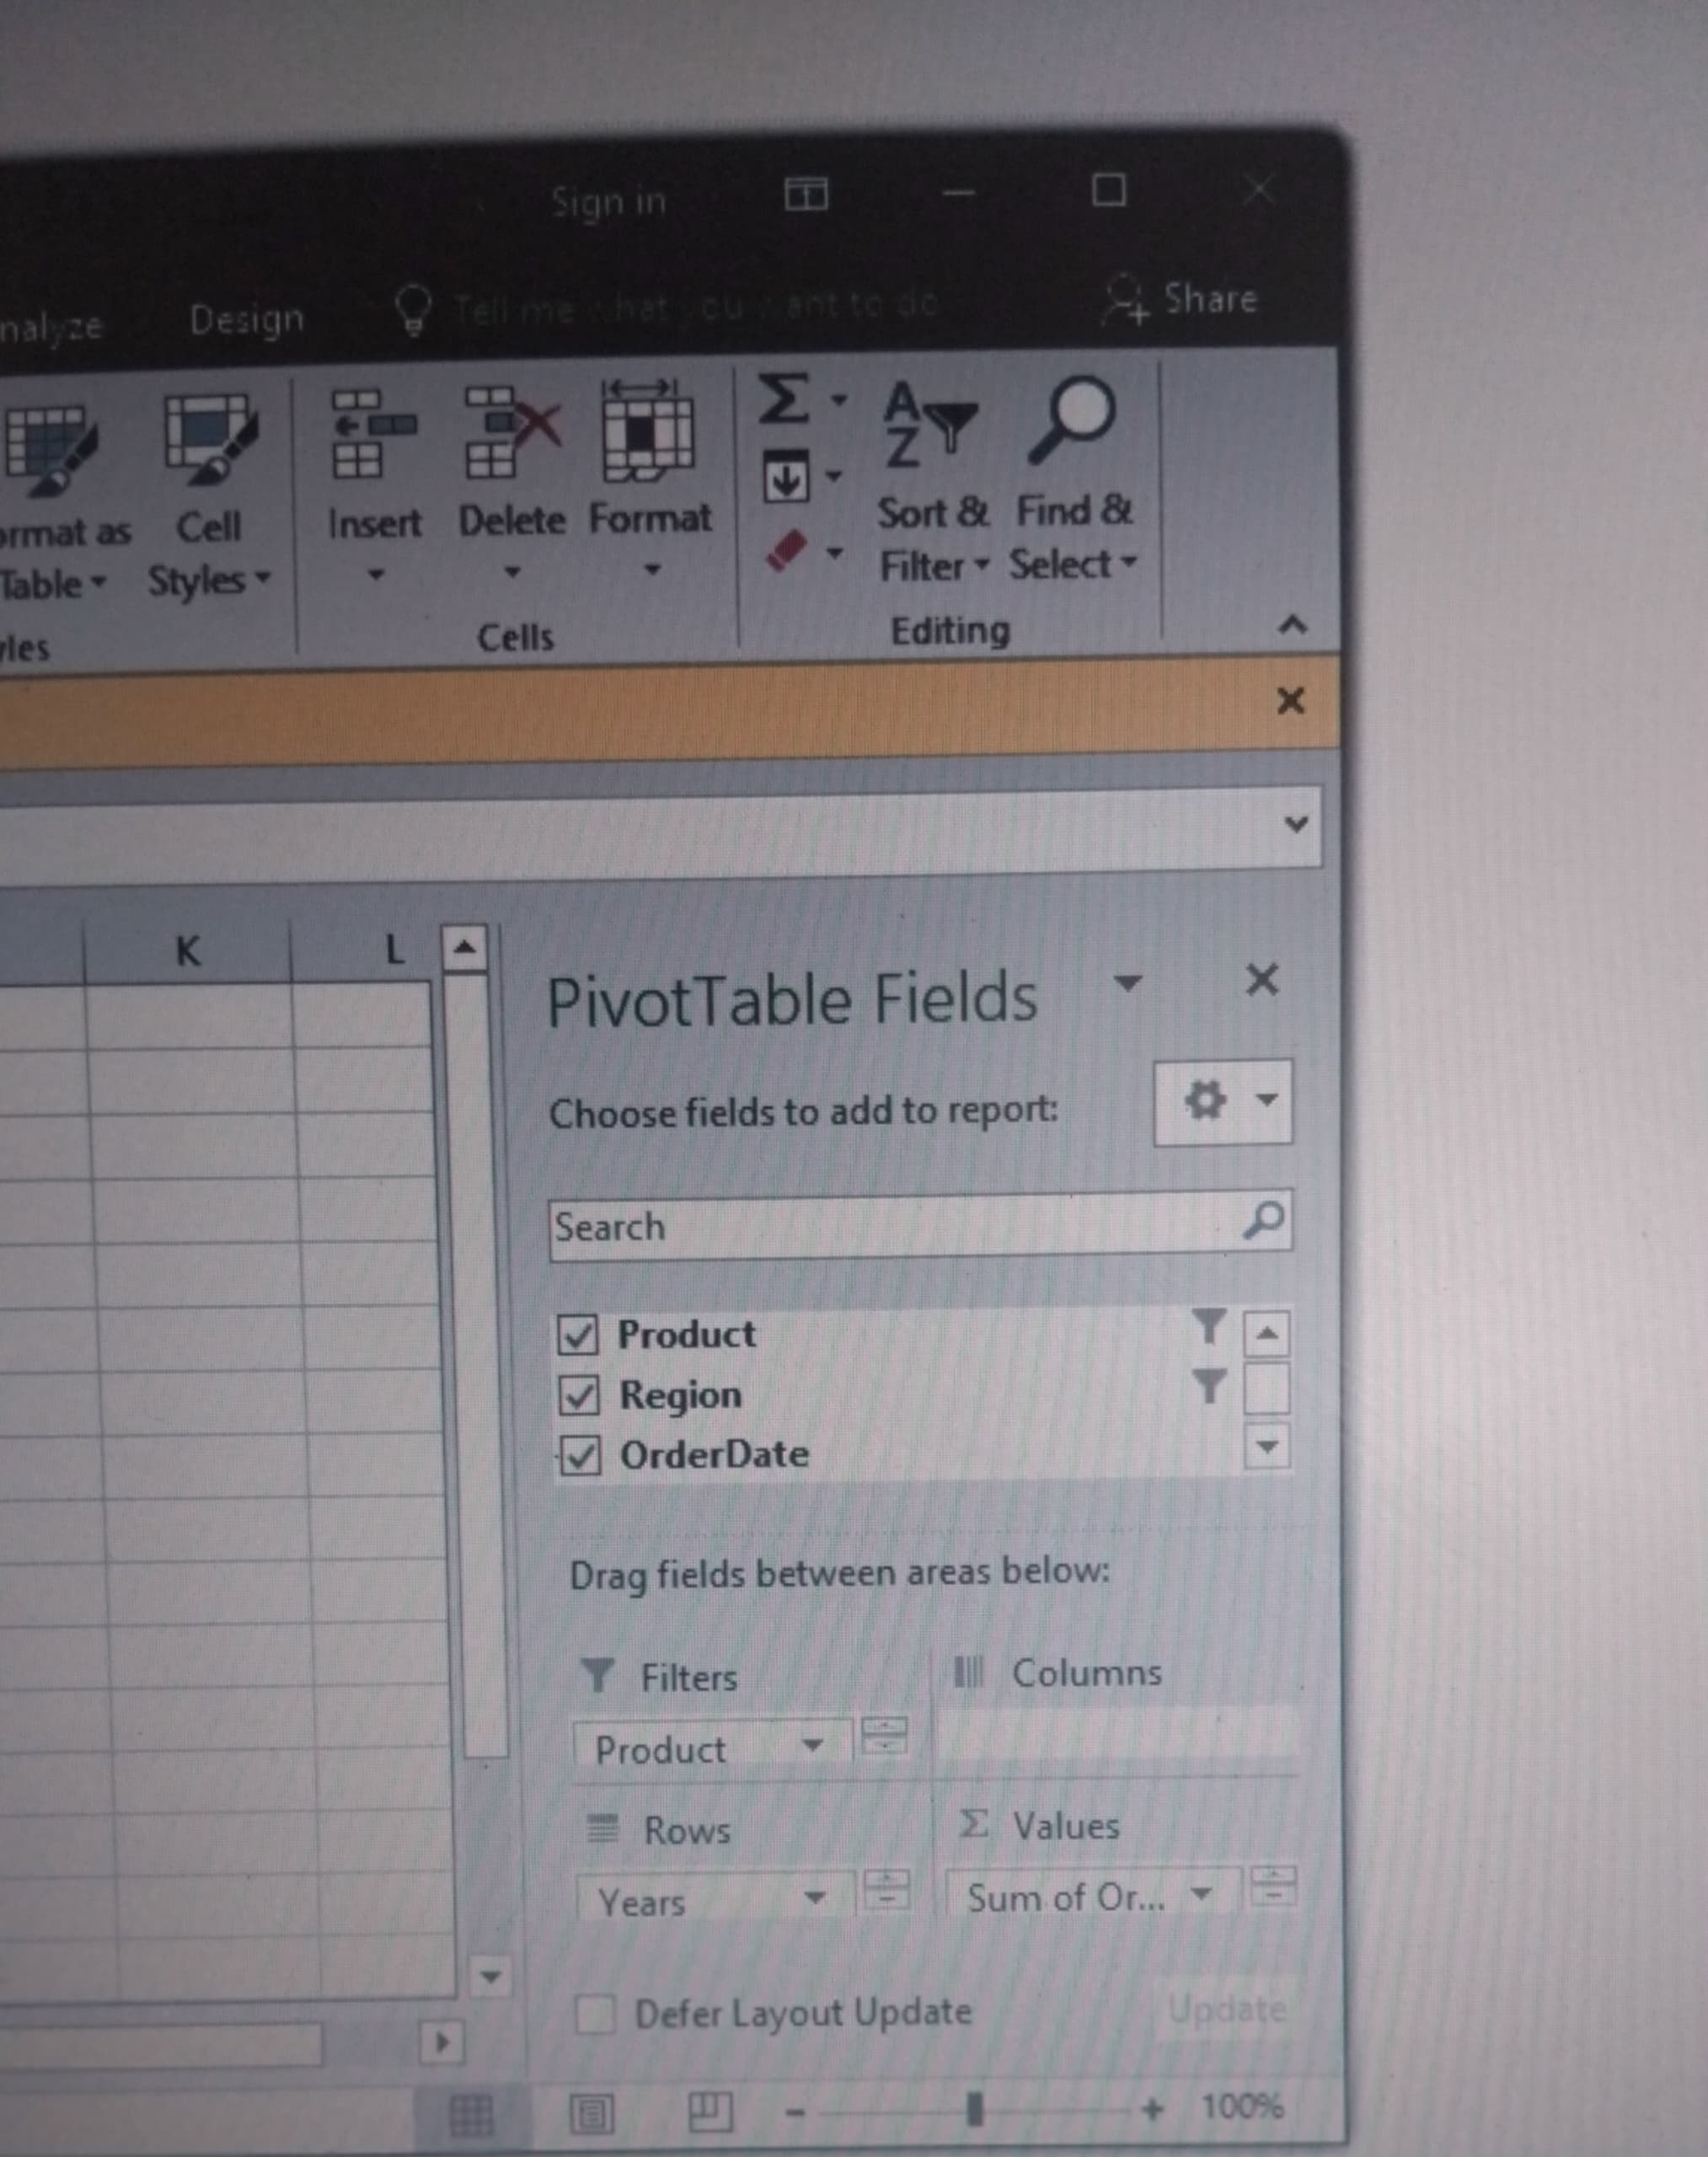 Sign in
nalyze Design Tell me what you want to do Share
ormat as Cell Insert Delete Format Sort & Find &
Table Styles Filter Select
yles Cells Editing
K L
PivotTable Fields
Choose fields to add to report:
Search
Product
Region
OrderDate
Drag fields between areas below:
Filters Columns
Product
Rows Σ Values
Years Sum of Or...
Defer Layout Update Update
100%